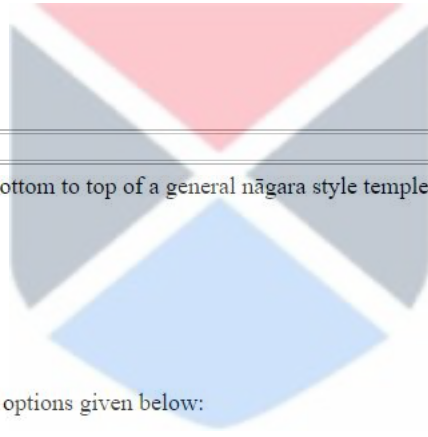 ottom to top of a general nāgara style temple
options given below: